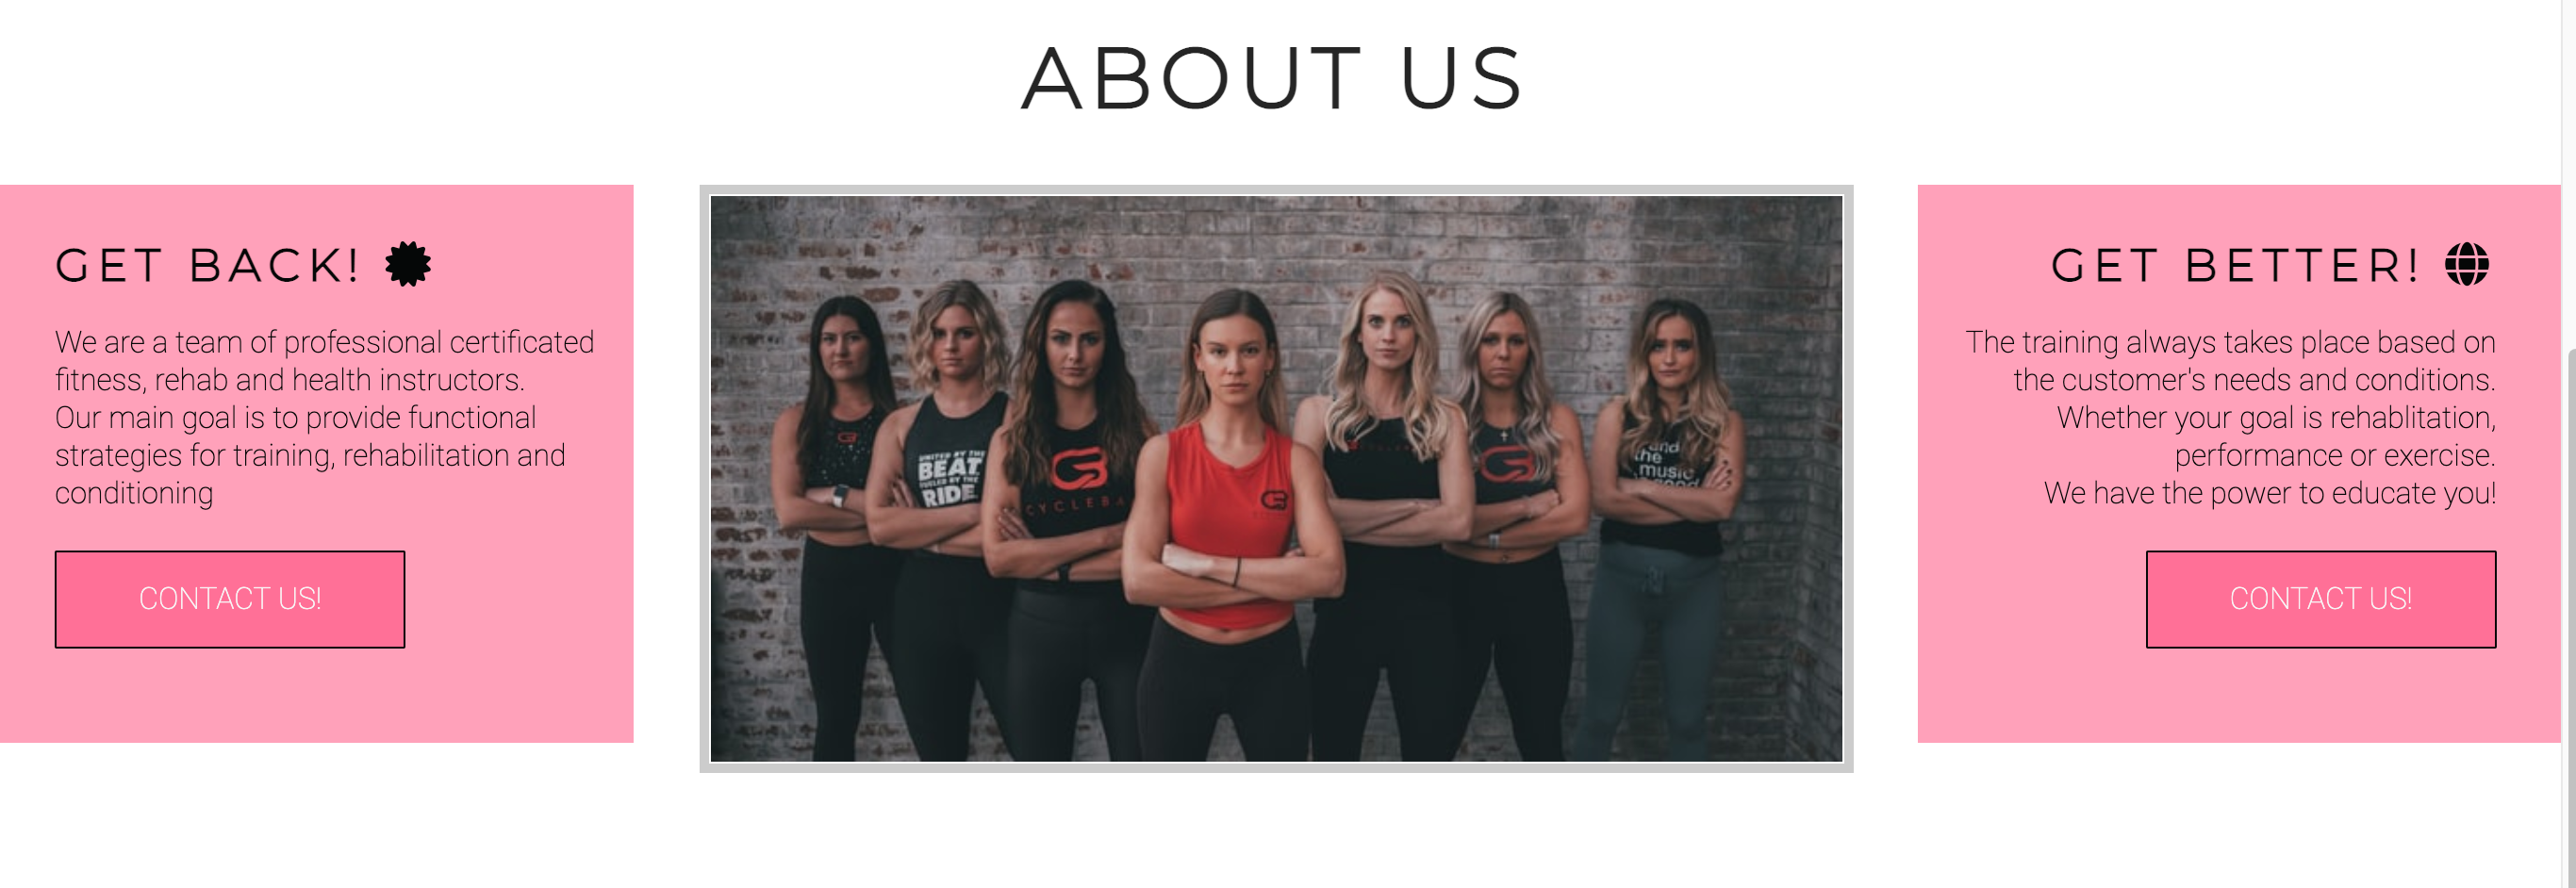 ABOUT US
GET BACK!
We are a team of professional certificated
fitness, rehab and health instructors.
Our main goal is to provide functional
strategies for training, rehabilitation and
conditioning
CONTACT US!
UNITED BY THE
BEAT
FUELED BY THE
RIDE
CYCLEBA
and
the
music
GET BETTER!
The training always takes place based on
the customer's needs and conditions.
Whether your goal is rehablitation,
performance or exercise.
We have the power to educate you!
CONTACT US!